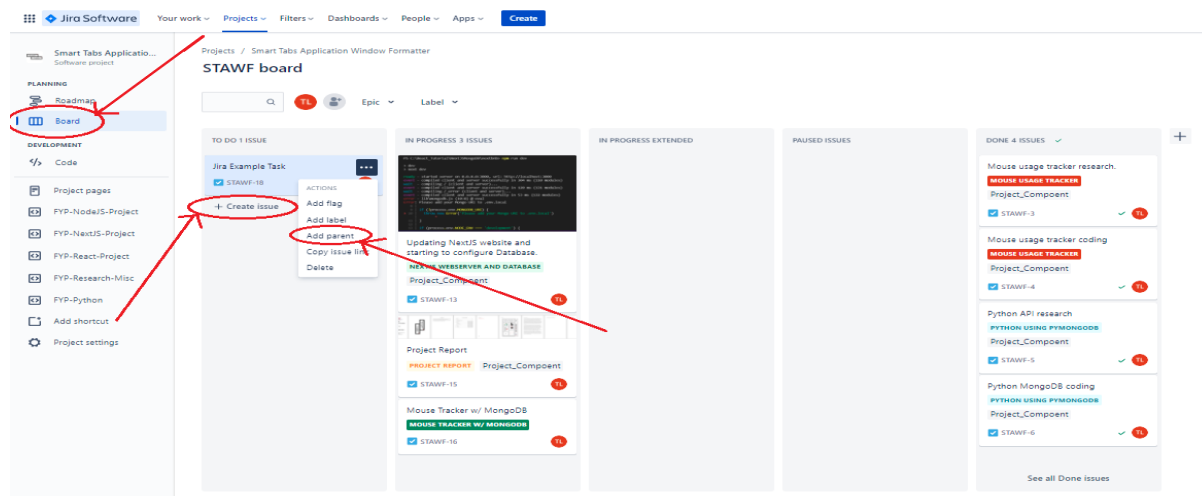 Jira Software
Your work
Projects
Filters
Dashboards
People
Apps
Create
Smart Tabs Applicatio...
Software project
PLANNING
Roadmap
Board
DEVELOPMENT
Code
Project pages
FYP-NodeJS-Project
FYP-NextJS-Project
FYP-React-Project
FYP-Research-Misc
FYP-Python
Add shortcut
Project settings
Projects / Smart Tabs Application Window Formatter
STAWF board
TL
Epic
Label
TO DO 1 ISSUE
Jira Example Task
STAWF-18
+ Create issue
ACTIONS
Add flag
Add label
Add parent
Copy issue lin
Delete
IN PROGRESS 3 ISSUES
Updating NextJS website and
starting to configure Database.
NEXTJS WEBSERVER AND DATABASE
Project_Component
STAWF-13
TL
Project Report
PROJECT REPORT Project_Compoent
STAWF-15
TL
Mouse Tracker w/ MongoDB
MOUSE TRACKER W/ MONGODB
STAWF-16
TL
IN PROGRESS EXTENDED
PAUSED ISSUES
DONE 4 ISSUES
Mouse usage tracker research.
MOUSE USAGE TRACKER
Project_Compoent
STAWF-3
TL
Mouse usage tracker coding
MOUSE USAGE TRACKER
Project_Compoent
STAWF-4
TL
Python API research
PYTHON USING PYMONGODB
Project_Compoent
STAWF-5
TL
Python MongoDB coding
PYTHON USING PYMONGODB
Project_Compoent
STAWF-6
TL
See all Done issues